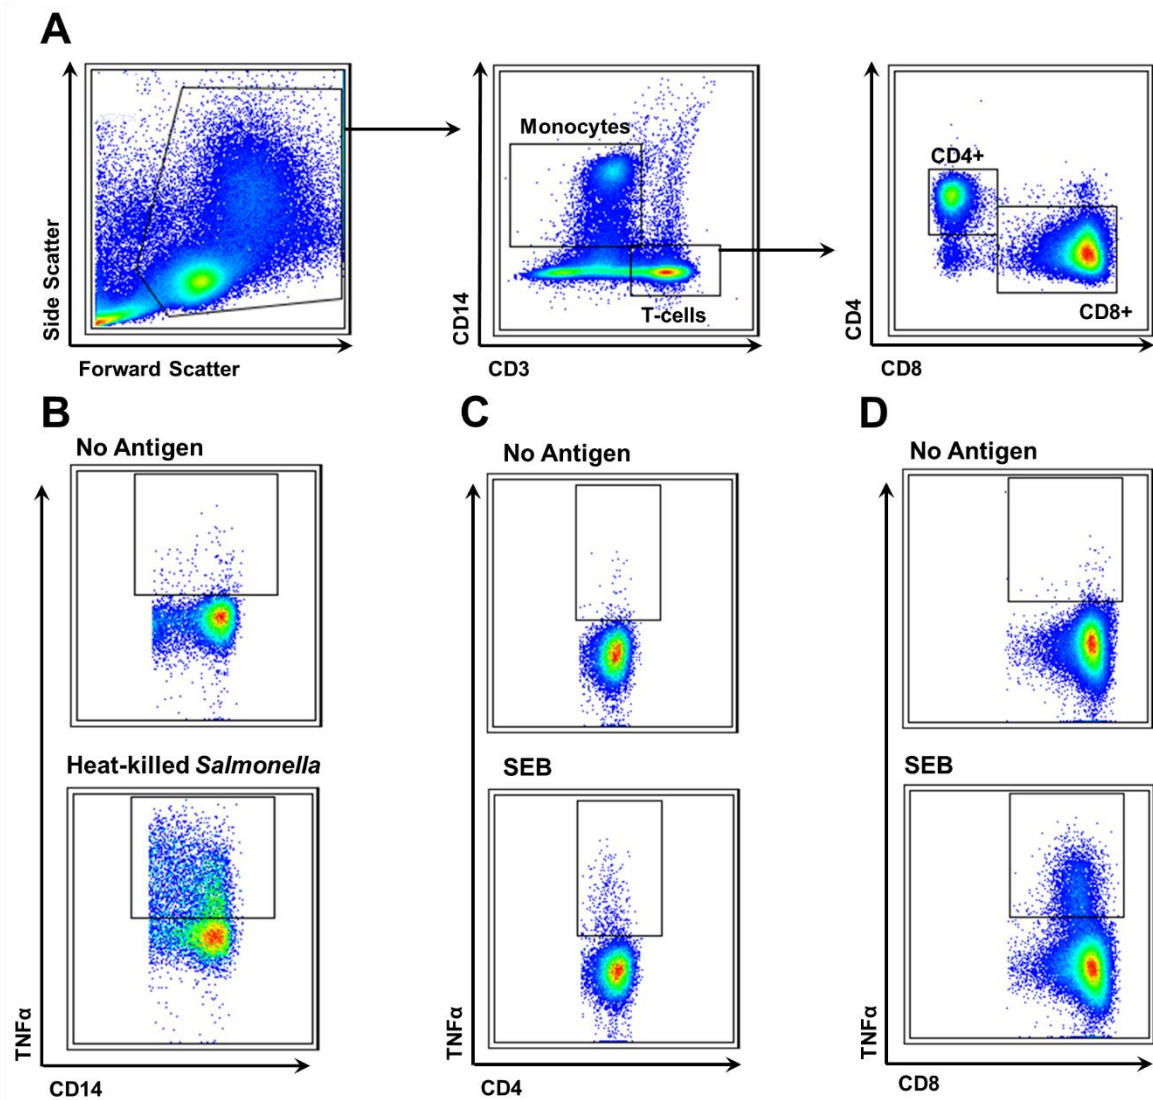 A
Side Scatter
Forward Scatter
Monocytes
T-cells
CD14
CD3
CD4+
CD8+
CD4
CD8
B
No Antigen
Heat-killed Salmonella
TNFα
CD14
C
No Antigen
SEB
TNFα
CD4
D
No Antigen
SEB
TNFα
CD8